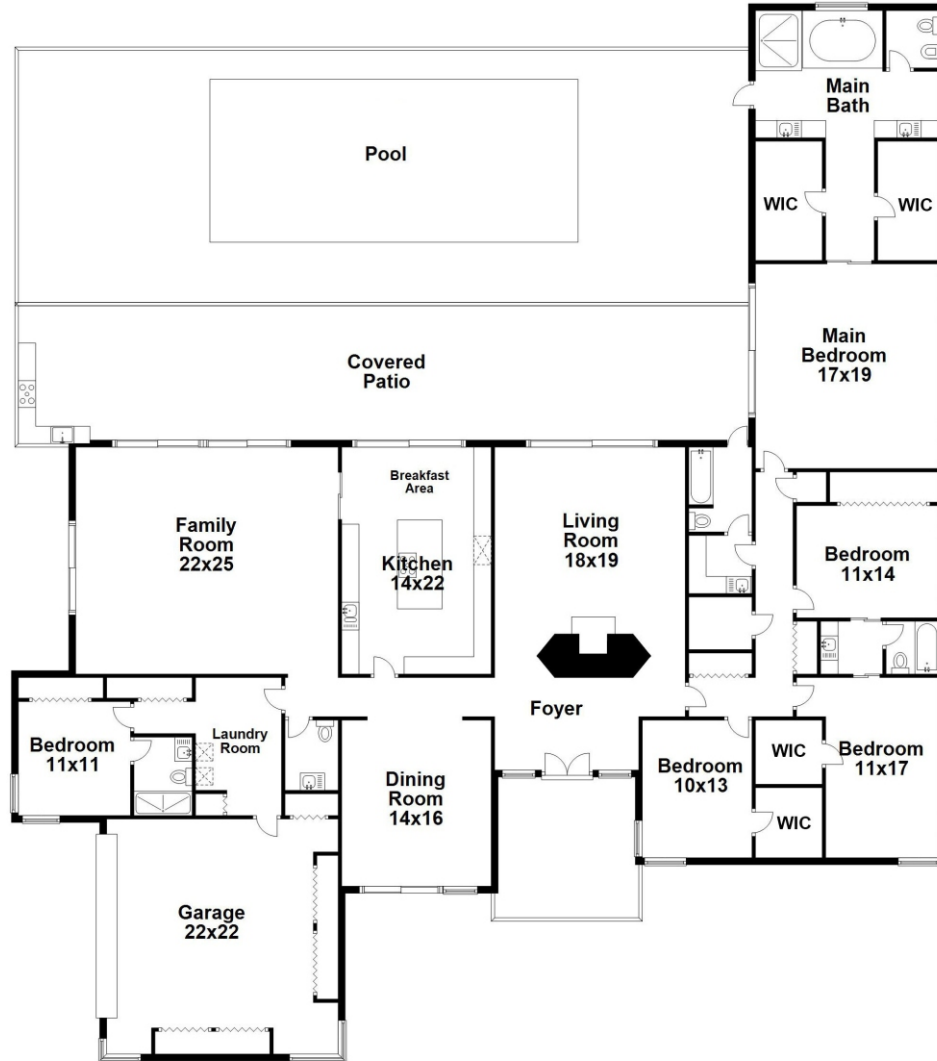 Main
Bath
Pool
WIC
WIC
Main
Bedroom
17x19
Covered
Patio
Breakfast
Area
Family
Room
22x25
Kitchen
14x22
Living
Room
18x19
Bedroom
11x14
Foyer
Laundry
Room
Bedroom
11x11
Dining
Room
14x16
Bedroom
10x13
WIC
Bedroom
11x17
WIC
Garage
22x22